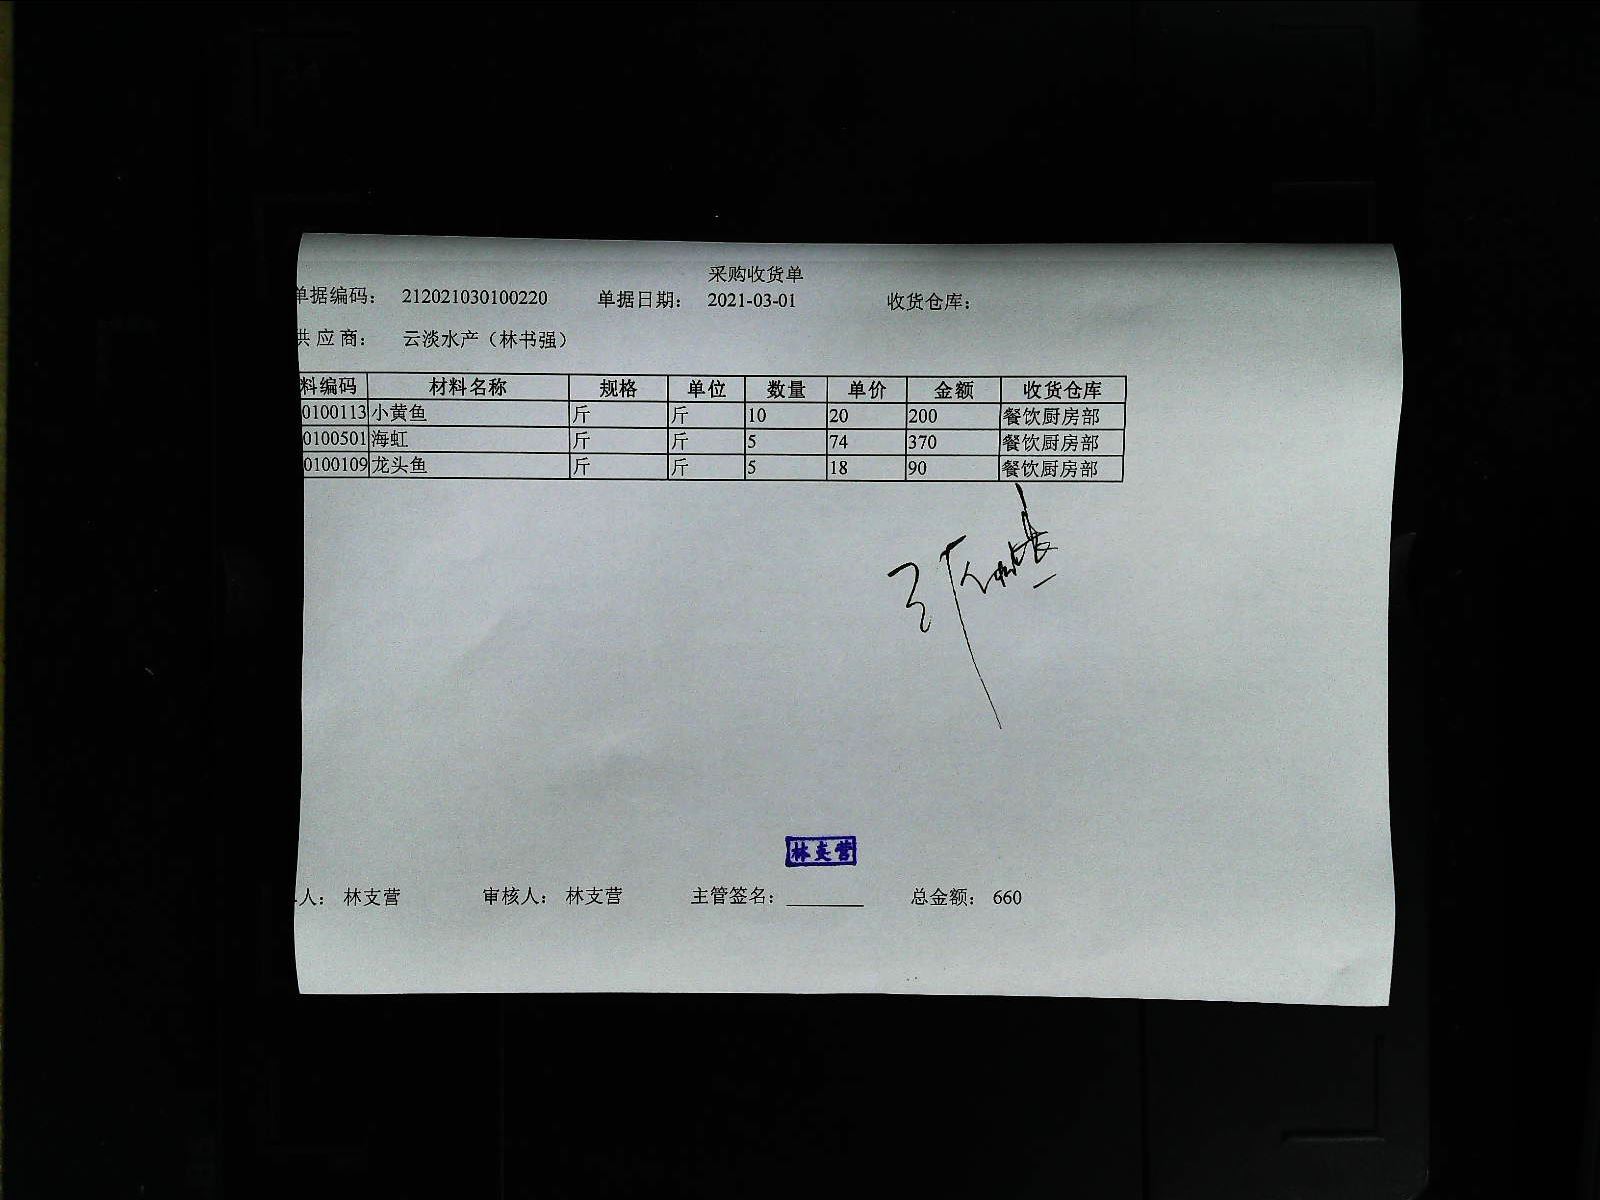 采购收货单
单据编码： 212021030100220 单据日期： 2021-03-01 收货仓库：
供 应 商： 云淡水产（林书强）
料编码 材料名称 规格 单位 数量 单价 金额 收货仓库
0100113 小黄鱼 斤 斤 10 20 200 餐饮厨房部
0100501 海虹 斤 斤 5 74 370 餐饮厨房部
0100109 龙头鱼 斤 斤 5 18 90 餐饮厨房部
林支营
人： 林支营 审核人： 林支营 主管签名： 总金额： 660